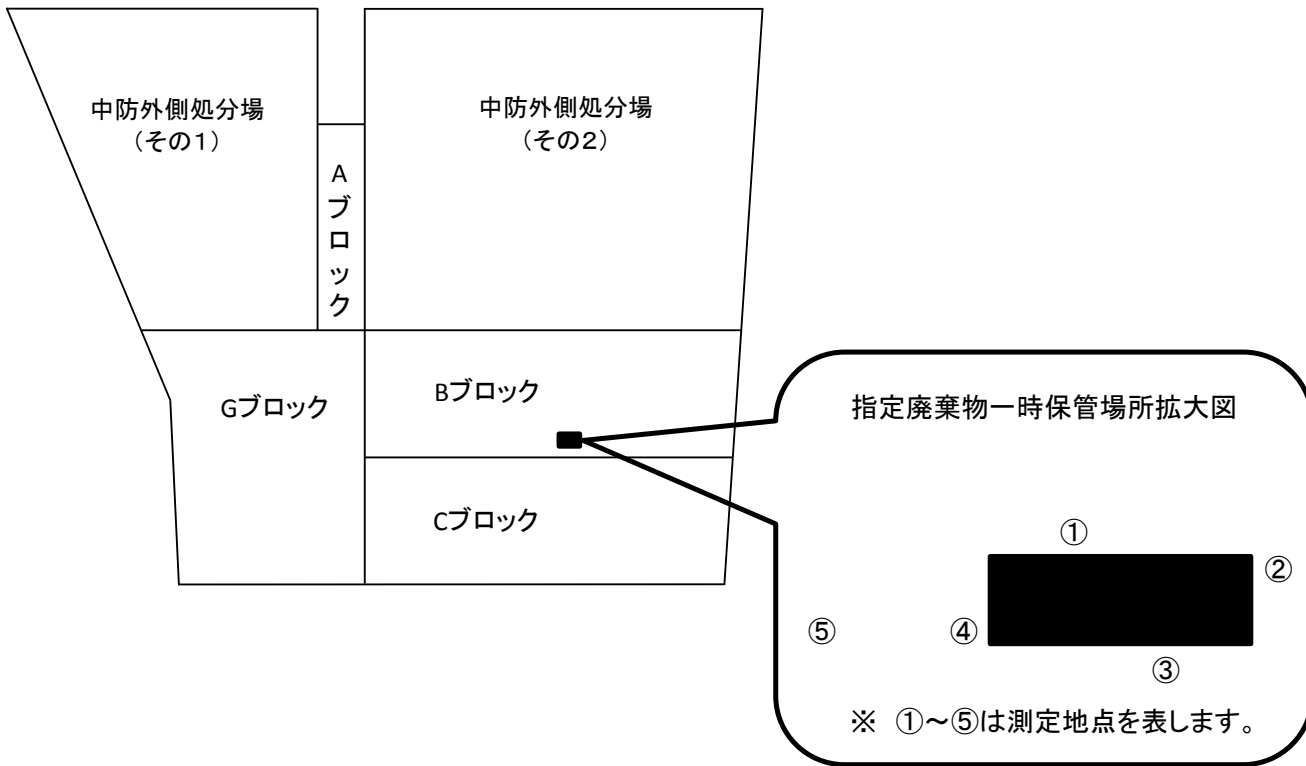 中防外側処分場
（その１）
中防外側処分場
（その２）
Aブロック
Gブロック
Bブロック
Cブロック
指定廃棄物一時保管場所拡大図
①
②
③
④
⑤
※ ①～⑤は測定地点を表します。